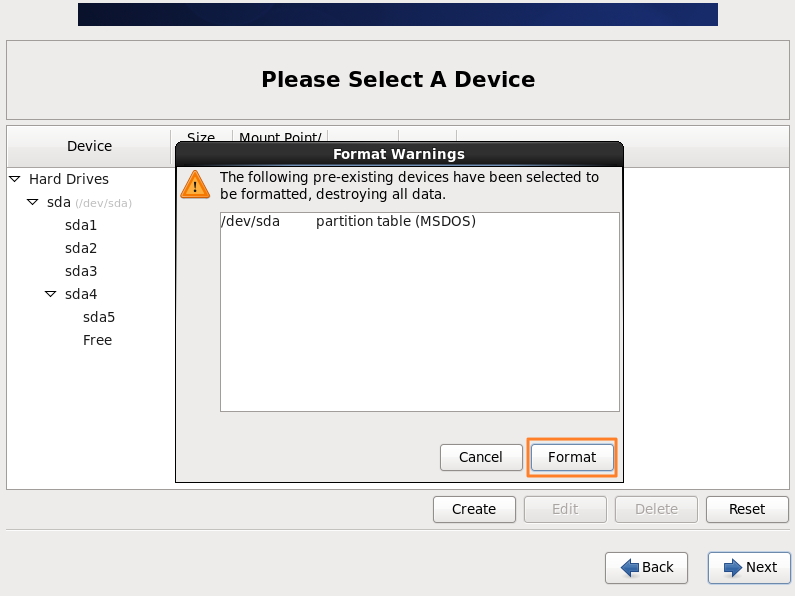 Please Select A Device
Device
Size
Mount Point/
Format Warnings
The following pre-existing devices have been selected to
be formatted, destroying all data.
/dev/sda partition table (MSDOS)
Hard Drives
sda (/dev/sda)
sda1
sda2
sda3
sda4
sda5
Free
Cancel Format
Create Edit Delete Reset
Back Next